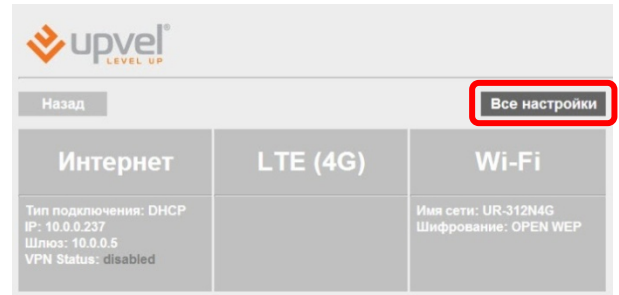 upvel®
LEVEL UP
Назад
Все настройки
Интернет
LTE (4G)
Wi-Fi
Тип подключения: DHCP
IP: 10.0.0.237
Шлюз: 10.0.0.5
VPN Status: disabled
Имя сети: UR-312N4G
Шифрование: OPEN WEP